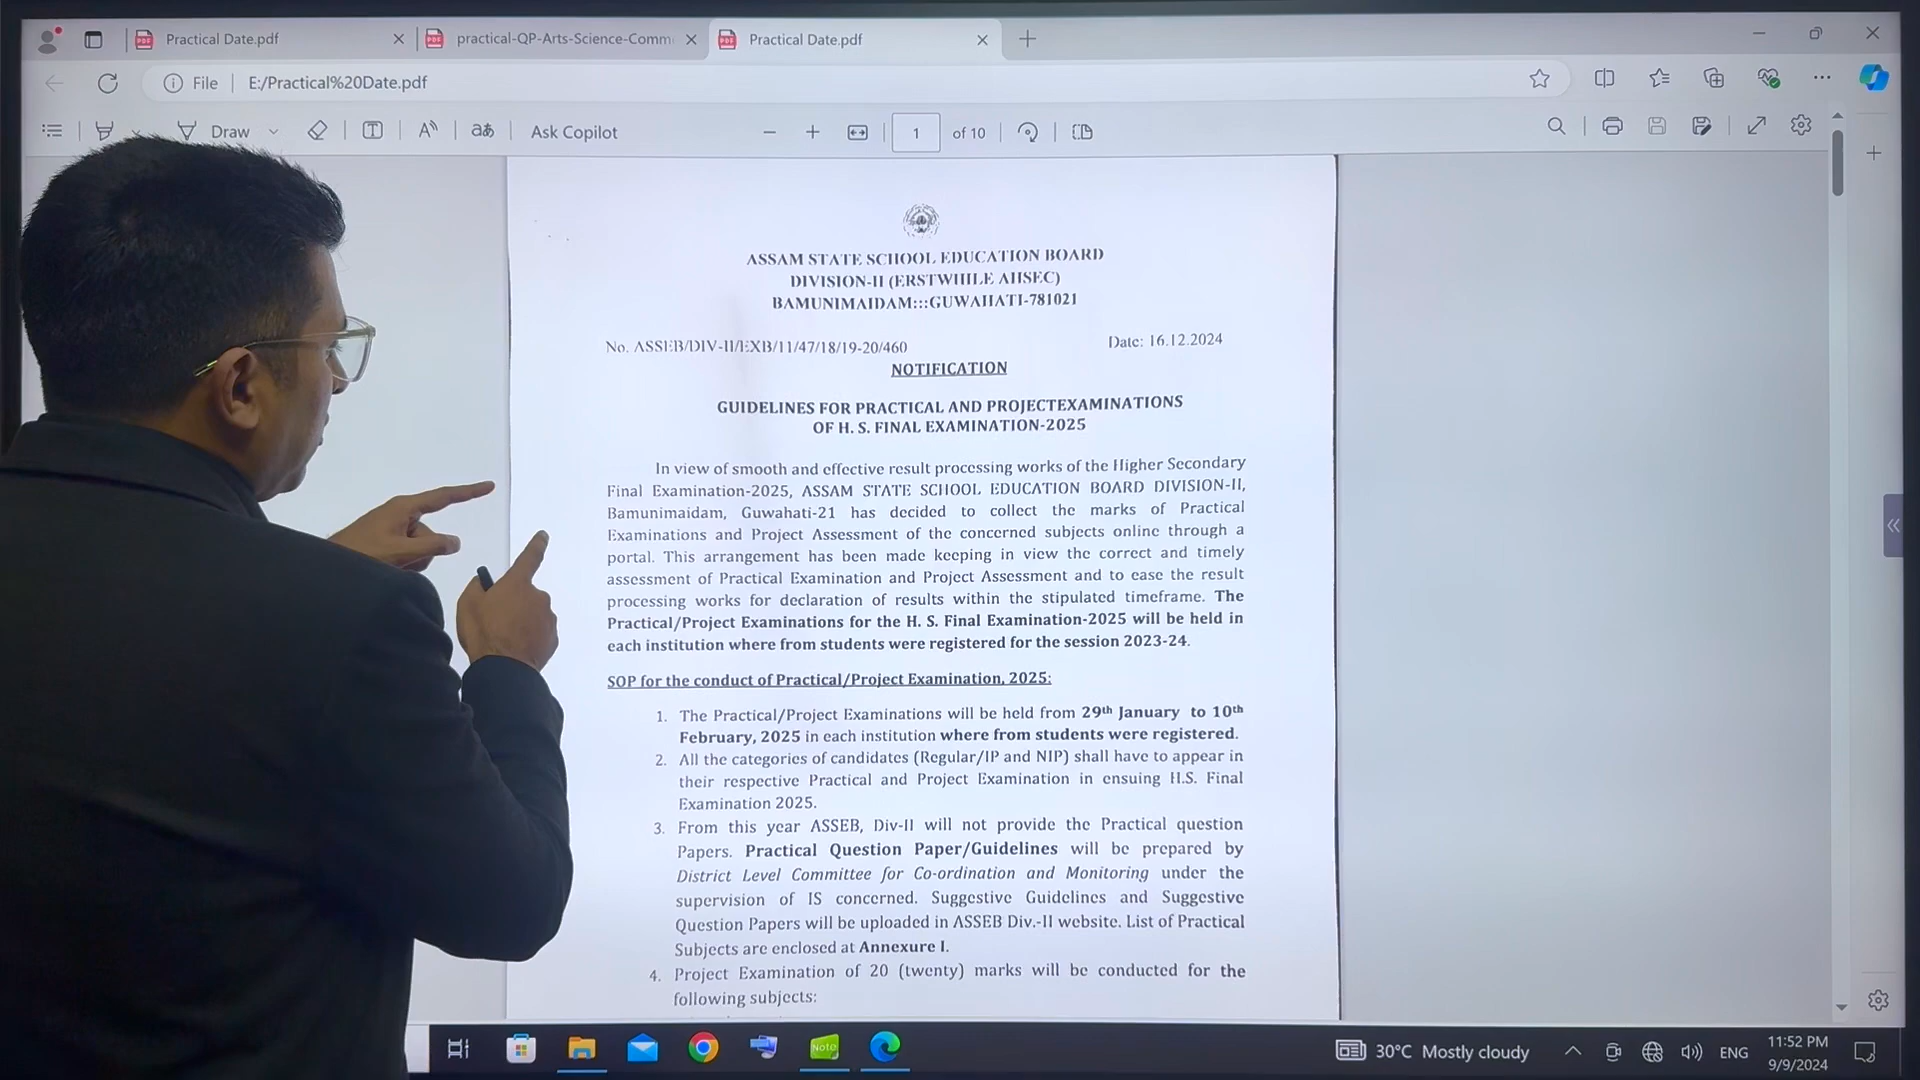 Practical Date.pdf
practical-QP-Arts-Science-Comm
Practical Date.pdf
File
E:/Practical%20Date.pdf
Draw
Ask Copilot
1 of 10
ASSAM STATE SCHOOL EDUCATION BOARD
DIVISION-II (ERSTWHILE AHSEC)
BAMUNIMAIDAM:::GUWAHATI-781021
No. ASSEB/DIV-II/EXB/11/47/18/19-20/460
Date: 16.12.2024
NOTIFICATION
GUIDELINES FOR PRACTICAL AND PROJECTEXAMINATIONS
OF H. S. FINAL EXAMINATION-2025
In view of smooth and effective result processing works of the Higher Secondary
Final Examination-2025, ASSAM STATE SCHOOL EDUCATION BOARD DIVISION-II,
Bamunimaidam, Guwahati-21 has decided to collect the marks of Practical
Examinations and Project Assessment of the concerned subjects online through a
portal. This arrangement has been made keeping in view the correct and timely
assessment of Practical Examination and Project Assessment and to ease the result
processing works for declaration of results within the stipulated timeframe. The
Practical/Project Examinations for the H. S. Final Examination-2025 will be held in
each institution where from students were registered for the session 2023-24.
SOP for the conduct of Practical/Project Examination, 2025:
1. The Practical/Project Examinations will be held from 29th January to 10th
February, 2025 in each institution where from students were registered.
2. All the categories of candidates (Regular/IP and NIP) shall have to appear in
their respective Practical and Project Examination in ensuing H.S. Final
Examination 2025.
3. From this year ASSEB, Div-II will not provide the Practical question
Papers. Practical Question Paper/Guidelines will be prepared by
District Level Committee for Co-ordination and Monitoring under the
supervision of IS concerned. Suggestive Guidelines and Suggestive
Question Papers will be uploaded in ASSEB Div.-II website. List of Practical
Subjects are enclosed at Annexure I.
4. Project Examination of 20 (twenty) marks will be conducted for the
following subjects:
Note
30°C Mostly cloudy
ENG
11:52 PM
9/9/2024